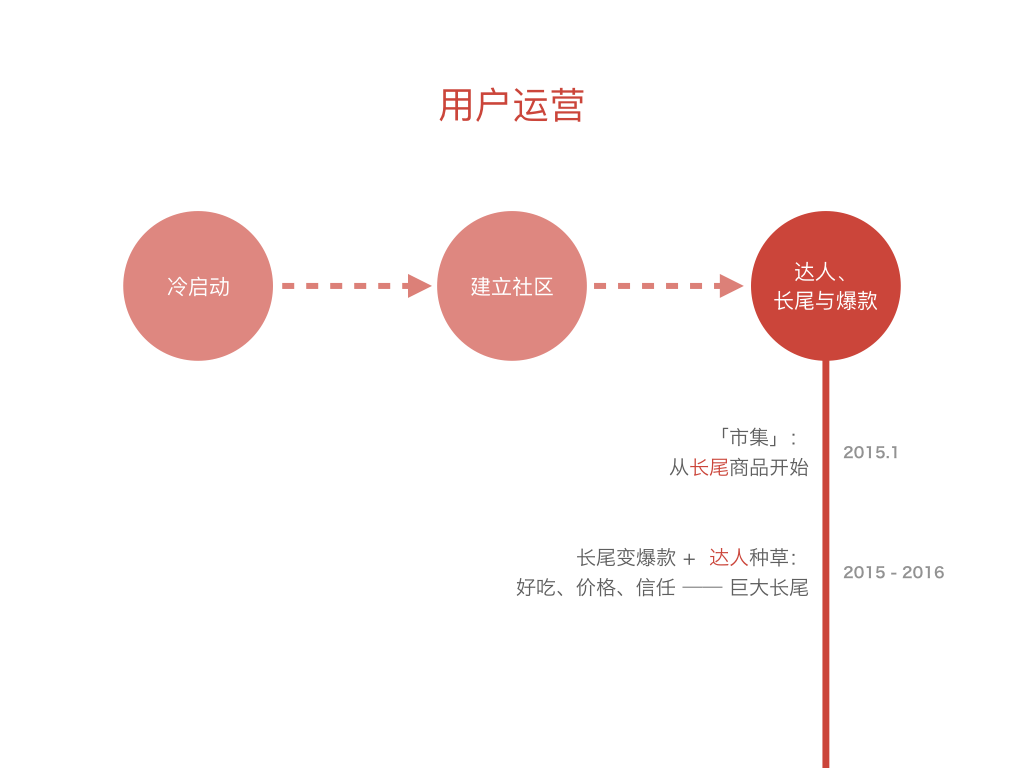 用户运营
冷启动
建立社区
达人、
长尾与爆款
「市集」：
从长尾商品开始
2015.1
长尾变爆款 + 达人种草：
好吃、价格、信任 —— 巨大长尾
2015 - 2016